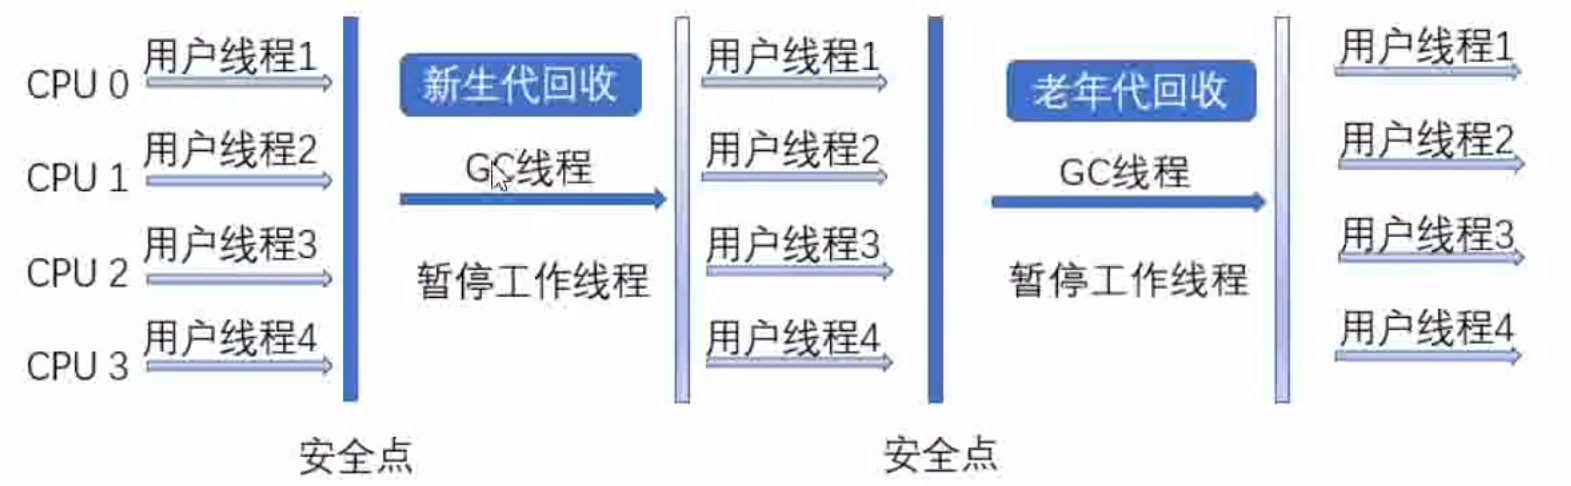 CPU 0
用户线程1
新生代回收
用户线程1
老年代回收
用户线程1
CPU 1
用户线程2
GC线程
用户线程2
GC线程
用户线程2
CPU 2
用户线程3
暂停工作线程
用户线程3
暂停工作线程
用户线程3
CPU 3
用户线程4
用户线程4
用户线程4
安全点
安全点